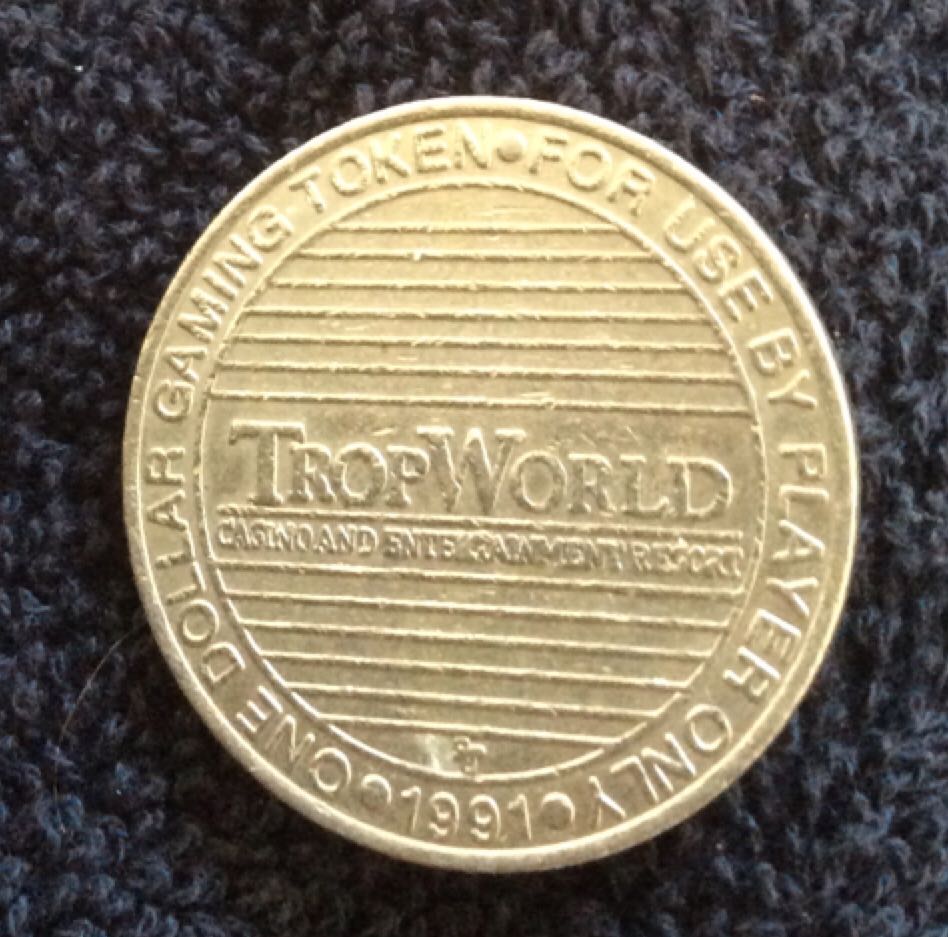 ONE DOLLAR GAMING TOKEN • FOR USE BY PLAYER ONLY • 1991 •
TROPWORLD
CASINO AND ENTERTAINMENT RESORT